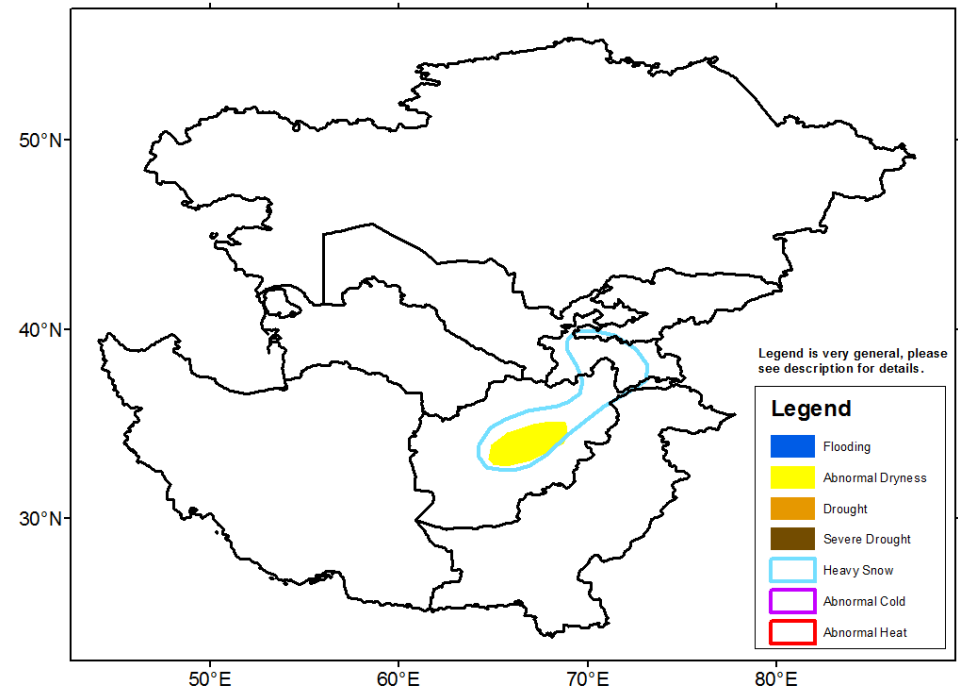 50°N
40°N
30°N
50°E
60°E
70°E
80°E
Legend is very general, please
see description for details.
Legend
Flooding
Abnormal Dryness
Drought
Severe Drought
Heavy Snow
Abnormal Cold
Abnormal Heat